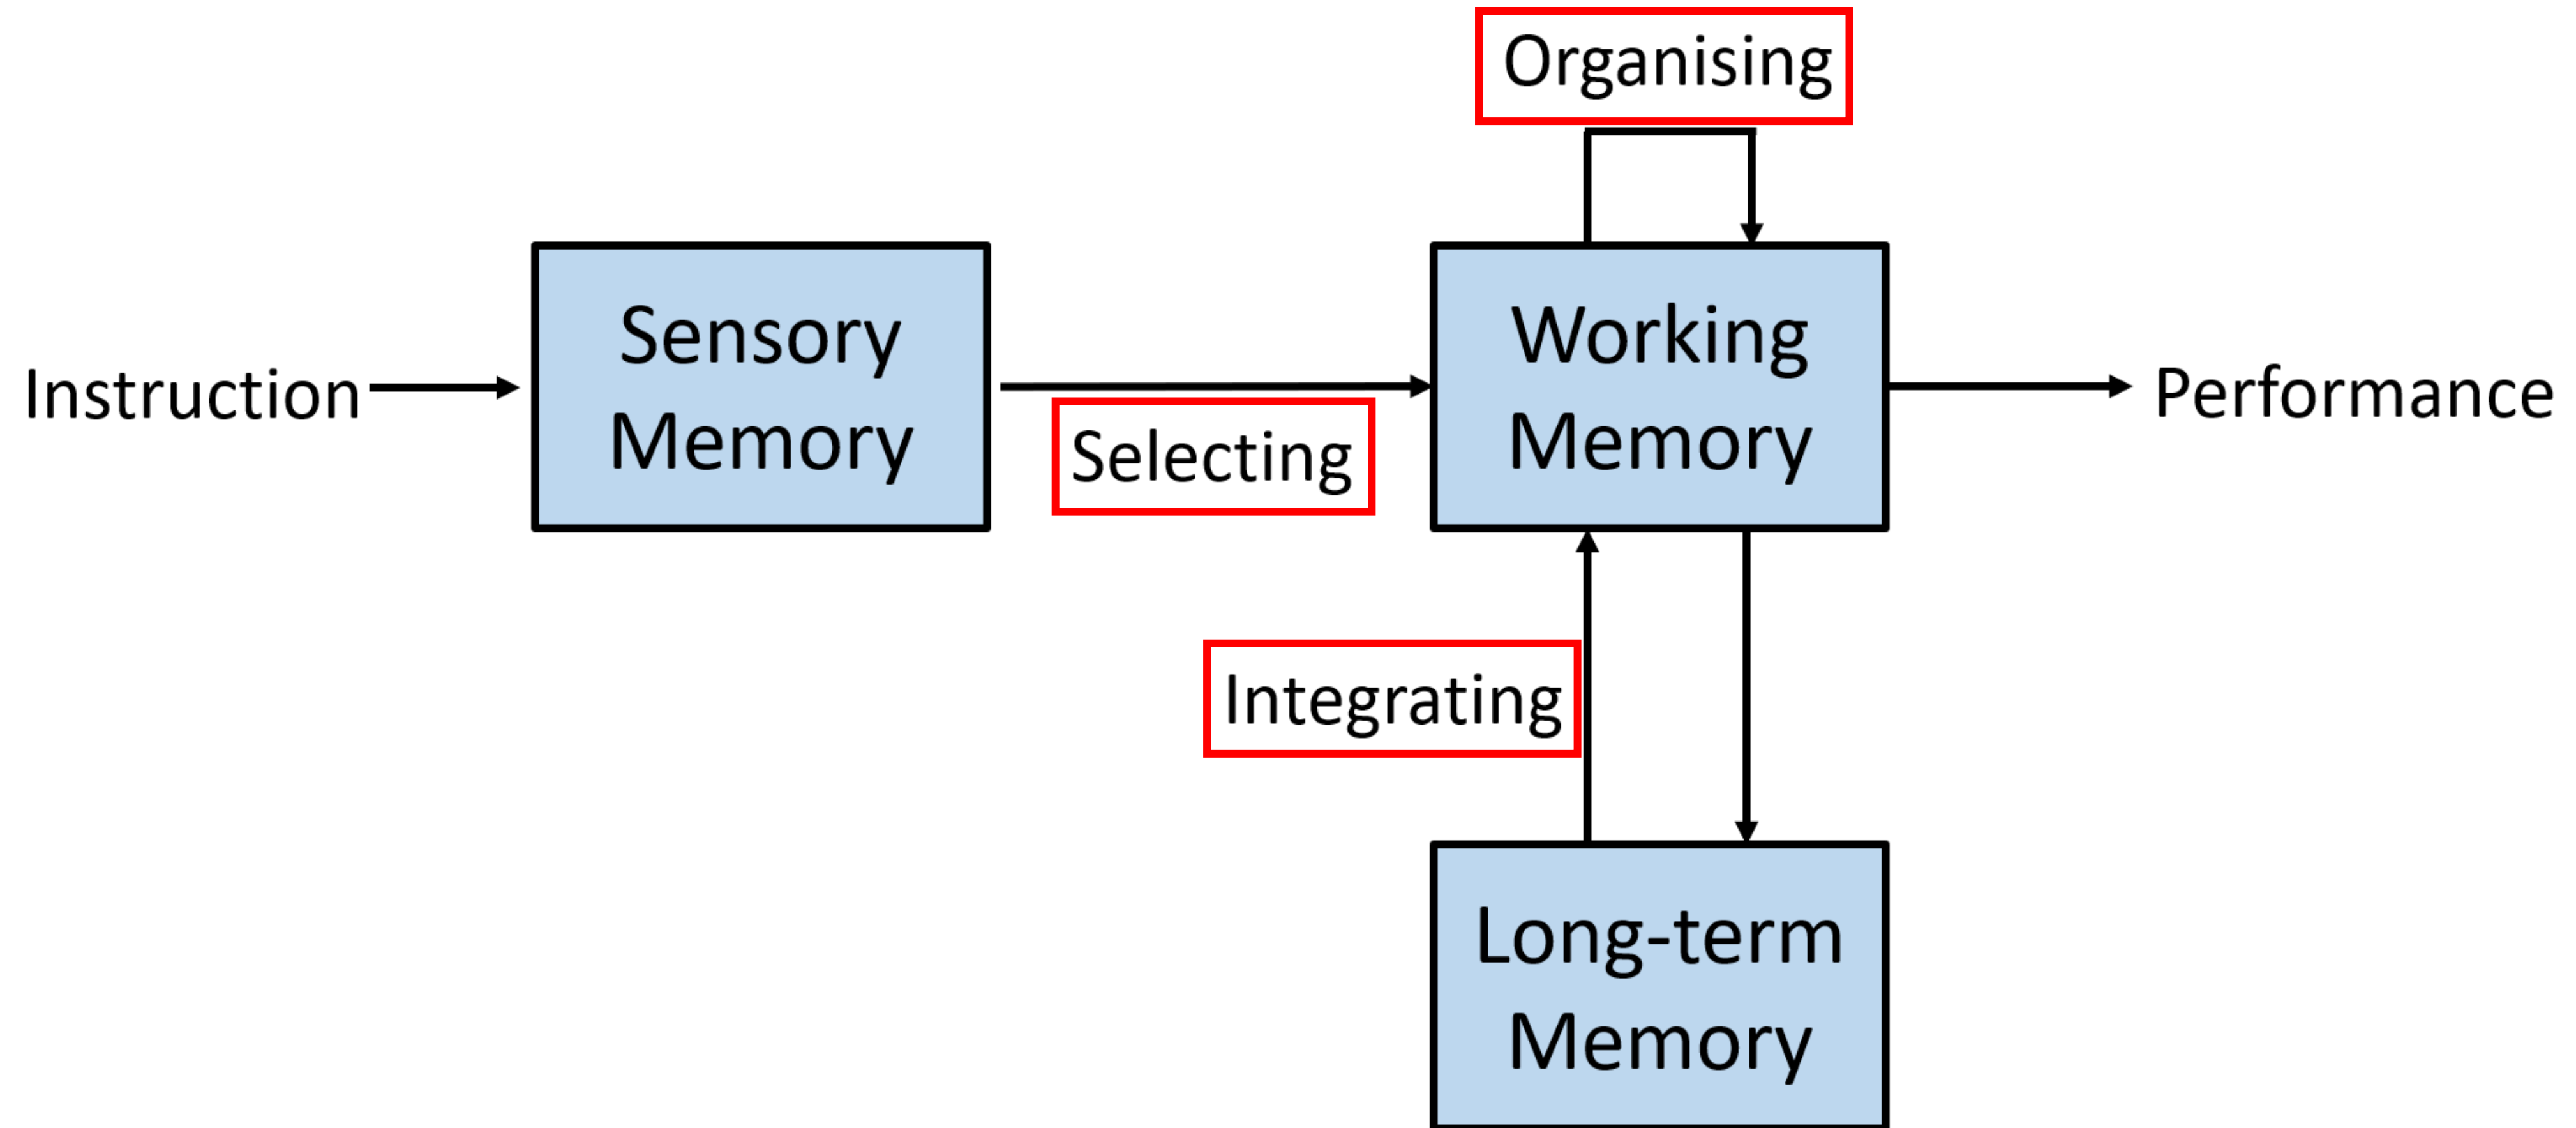 Organising
Instruction
Sensory
Memory
Selecting
Working
Memory
Performance
Integrating
Long-term
Memory